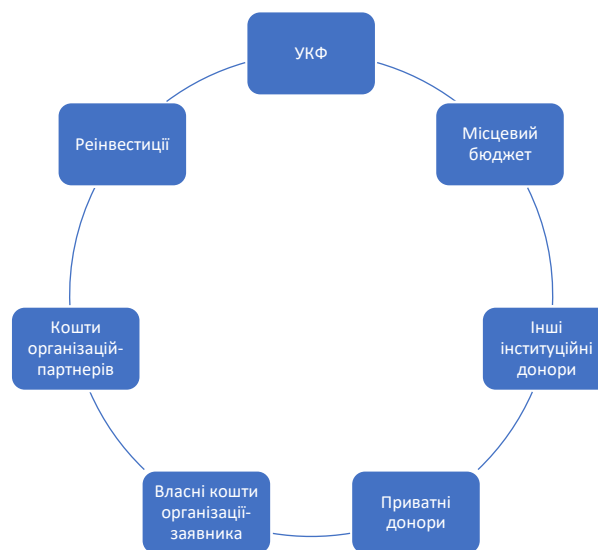 УКФ
Місцевий
бюджет
Інші
інституційні
донори
Приватні
донори
Власні кошти
організації-
заявника
Кошти
організацій-
партнерів
Реінвестиції